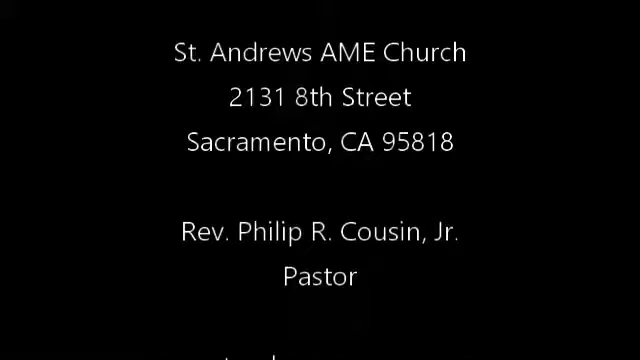 St. Andrews AME Church
2131 8th Street
Sacramento, CA 95818
Rev. Philip R. Cousin, Jr.
Pastor